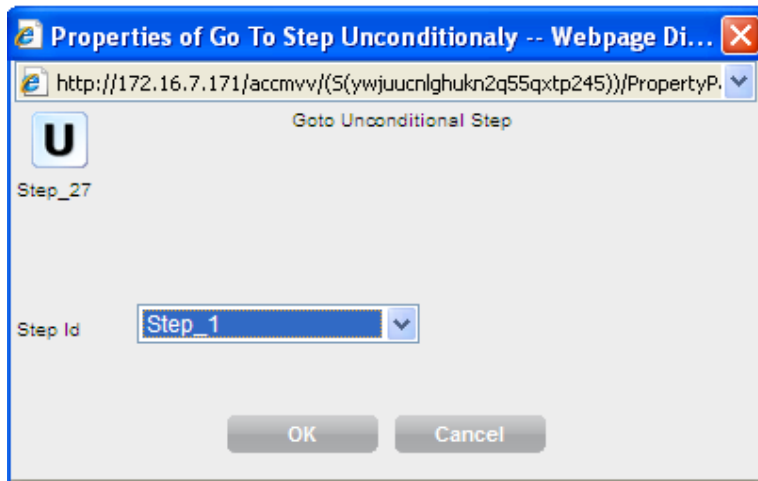 Properties of Go To Step Unconditionaly -- Webpage Di...
http://172.16.7.171/accmvv/(S(ywjuucnlghukn2q55qxtp245))/PropertyP
U
Goto Unconditional Step
Step_27
Step Id
Step_1
OK
Cancel